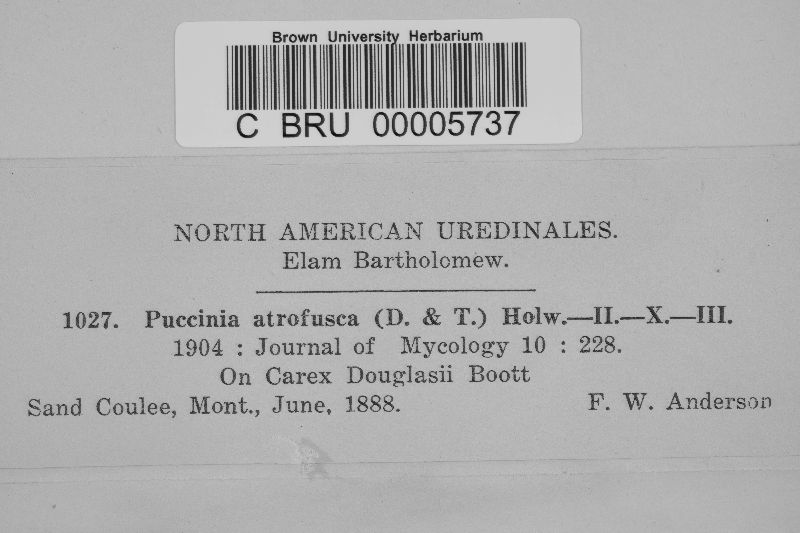 Brown University Herbarium
C BRU 00005737
NORTH AMERICAN UREDINALES.
Elam Bartholomew.
1027. Puccinia atrofusca (D. & T.) Holw.—II.—X.—III.
1904 : Journal of Mycology 10 : 228.
On Carex Douglasii Boott
Sand Coulee, Mont., June, 1888. F. W. Anderson